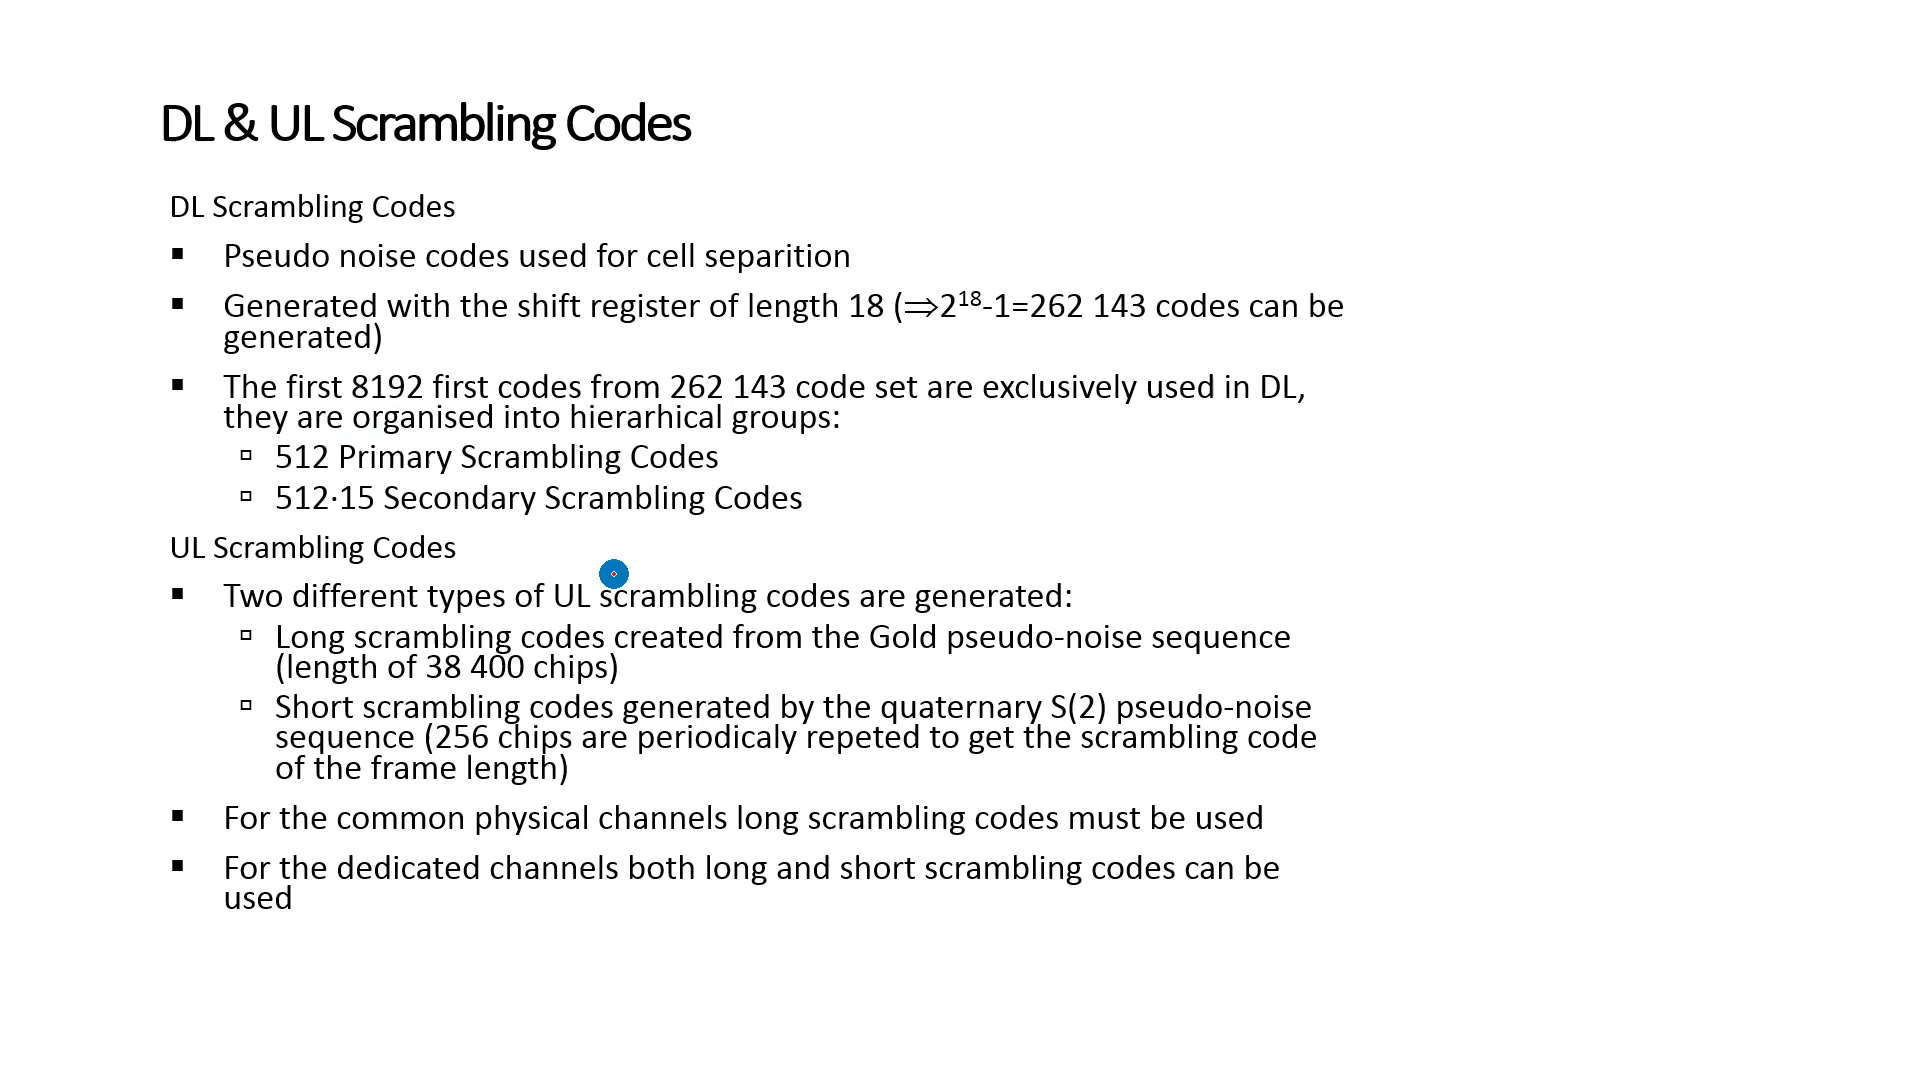 DL & UL Scrambling Codes
DL Scrambling Codes
▪ Pseudo noise codes used for cell separition
▪ Generated with the shift register of length 18 (⇒2¹⁸-1=262 143 codes can be
generated)
▪ The first 8192 first codes from 262 143 code set are exclusively used in DL,
they are organised into hierarhical groups:
▫ 512 Primary Scrambling Codes
▫ 512·15 Secondary Scrambling Codes
UL Scrambling Codes
▪ Two different types of UL scrambling codes are generated:
▫ Long scrambling codes created from the Gold pseudo-noise sequence
(length of 38 400 chips)
▫ Short scrambling codes generated by the quaternary S(2) pseudo-noise
sequence (256 chips are periodicaly repeted to get the scrambling code
of the frame length)
▪ For the common physical channels long scrambling codes must be used
▪ For the dedicated channels both long and short scrambling codes can be
used